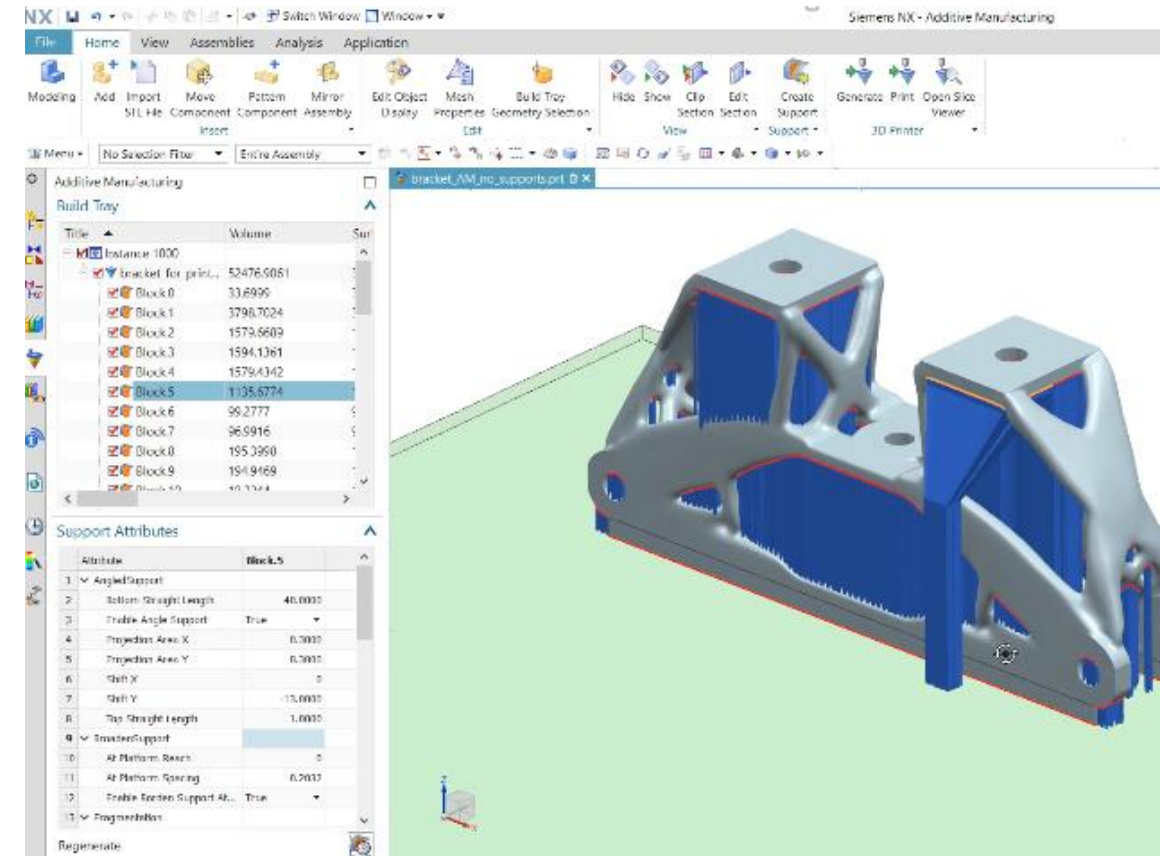 NX Switch Window Window Siemens NX - Additive Manufacturing
File Home View Assemblies Analysis Application
Modeling Add Import STL File Move Component Pattern Component Mirror Assembly Edit Object Display Mesh Properties Build Tray Geometry Selection Hide Show Clip Section Edit Section Create Support Generate Print Open Slice Viewer
Insert Edit View Support 3D Printer
Menu No Selection Filter Entire Assembly
Additive Manufacturing
bracket_AM_no_supports.prt
Build Tray
Title Volume Sur
Instance 1000
bracket for print... 52476.9061
Block.0 33.6999
Block.1 3798.7024
Block.2 1579.6609
Block.3 1594.1361
Block.4 1579.4342
Block.5 1135.6774
Block.6 99.2777
Block.7 96.9916
Block.8 195.3990
Block.9 194.9469
Support Attributes
Attribute Block.5
1 AngledSupport
2 Bottom Straight Length 40.0000
3 Enable Angle Support True
4 Projection Area X 0.3000
5 Projection Area Y 0.3000
6 Shift X 0
7 Shift Y -13.0000
8 Top Straight Length 1.0000
9 BroadenSupport
10 At Platform Reach 0
11 At Platform Spacing 0.2032
12 Enable Borden Support At... True
13 Fragmentation
Regenerate
Z
X